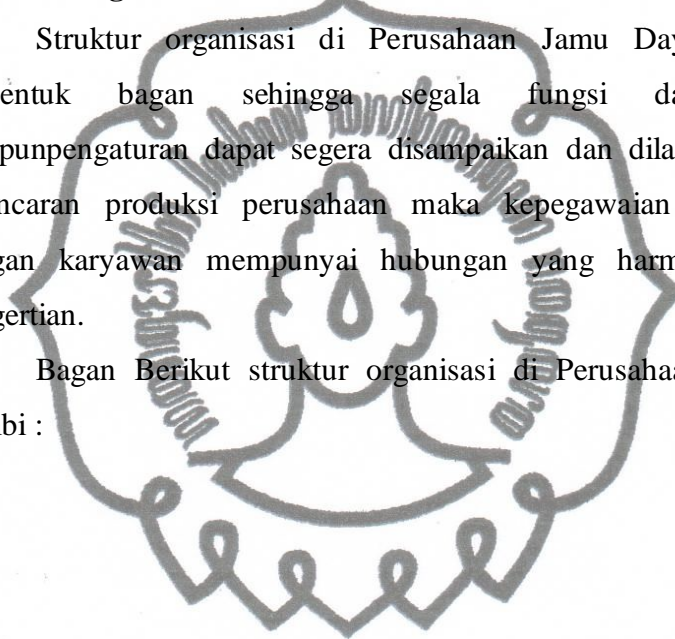 Struktur organisasi di Perusahaan Jamu Day
entuk bagan sehingga segala fungsi da
punpengaturan dapat segera disampaikan dan dila
ncaran produksi perusahaan maka kepegawaian
gan karyawan mempunyai hubungan yang harm
gertian.
Bagan Berikut struktur organisasi di Perusahaa
bi :